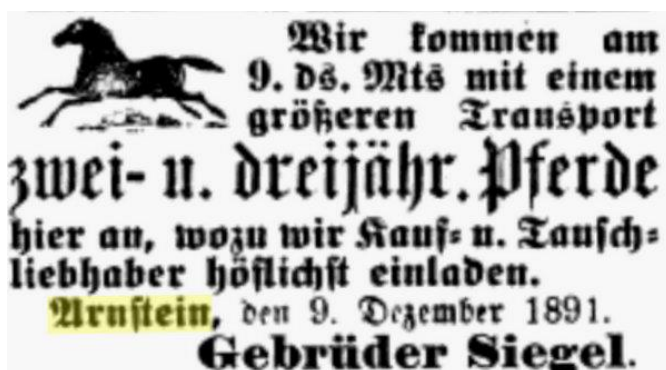 Wir kommen am
9. ds. Mts mit einem
größeren Transport
zwei- u. dreijähr. Pferde
hier an, wozu wir Kauf- u. Tausch-
liebhaber höflichst einladen.
Arnstein, den 9. Dezember 1891.
Gebrüder Siegel.